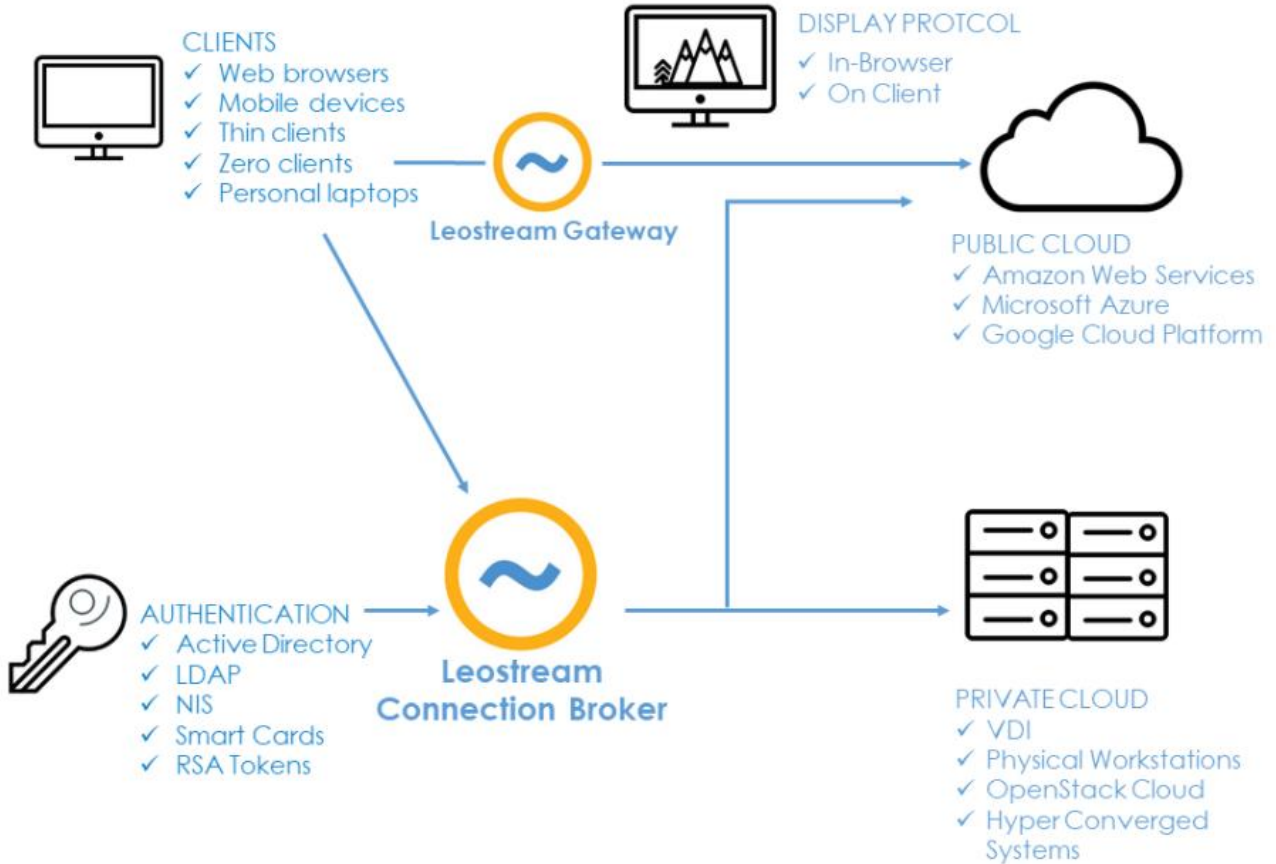 CLIENTS
✓ Web browsers
✓ Mobile devices
✓ Thin clients
✓ Zero clients
✓ Personal laptops
DISPLAY PROTCOL
✓ In-Browser
✓ On Client
Leostream Gateway
PUBLIC CLOUD
✓ Amazon Web Services
✓ Microsoft Azure
✓ Google Cloud Platform
AUTHENTICATION
✓ Active Directory
✓ LDAP
✓ NIS
✓ Smart Cards
✓ RSA Tokens
Leostream
Connection Broker
PRIVATE CLOUD
✓ VDI
✓ Physical Workstations
✓ OpenStack Cloud
✓ Hyper Converged
Systems